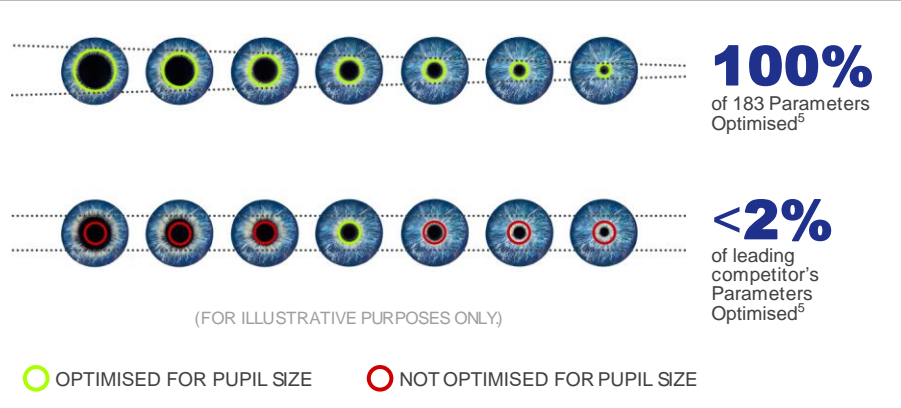 100%
of 183 Parameters
Optimised5
<2%
of leading
competitor's
Parameters
Optimised5
(FOR ILLUSTRATIVE PURPOSES ONLY.)
OPTIMISED FOR PUPIL SIZE
NOT OPTIMISED FOR PUPIL SIZE